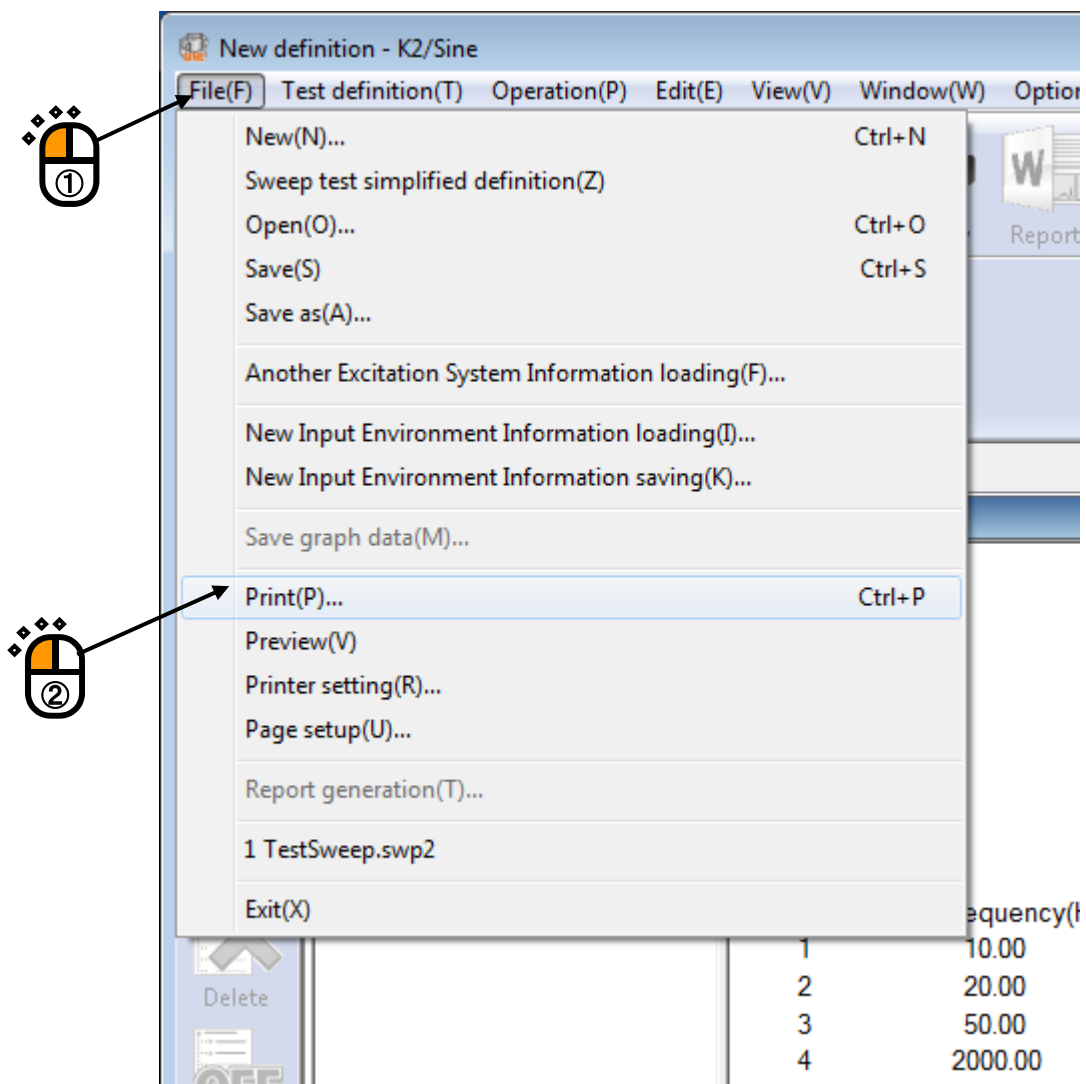 New definition - K2/Sine
File(F) Test definition(T) Operation(P) Edit(E) View(V) Window(W) Option
New(N)... Ctrl+N
Sweep test simplified definition(Z)
Open(O)... Ctrl+O
Save(S) Ctrl+S
Save as(A)...
Another Excitation System Information loading(F)...
New Input Environment Information loading(I)...
New Input Environment Information saving(K)...
Save graph data(M)...
Print(P)... Ctrl+P
Preview(V)
Printer setting(R)...
Page setup(U)...
Report generation(T)...
1 TestSweep.swp2
Exit(X)
①
②
W
Report
equency(H
1 10.00
2 20.00
3 50.00
4 2000.00
Delete
OFF